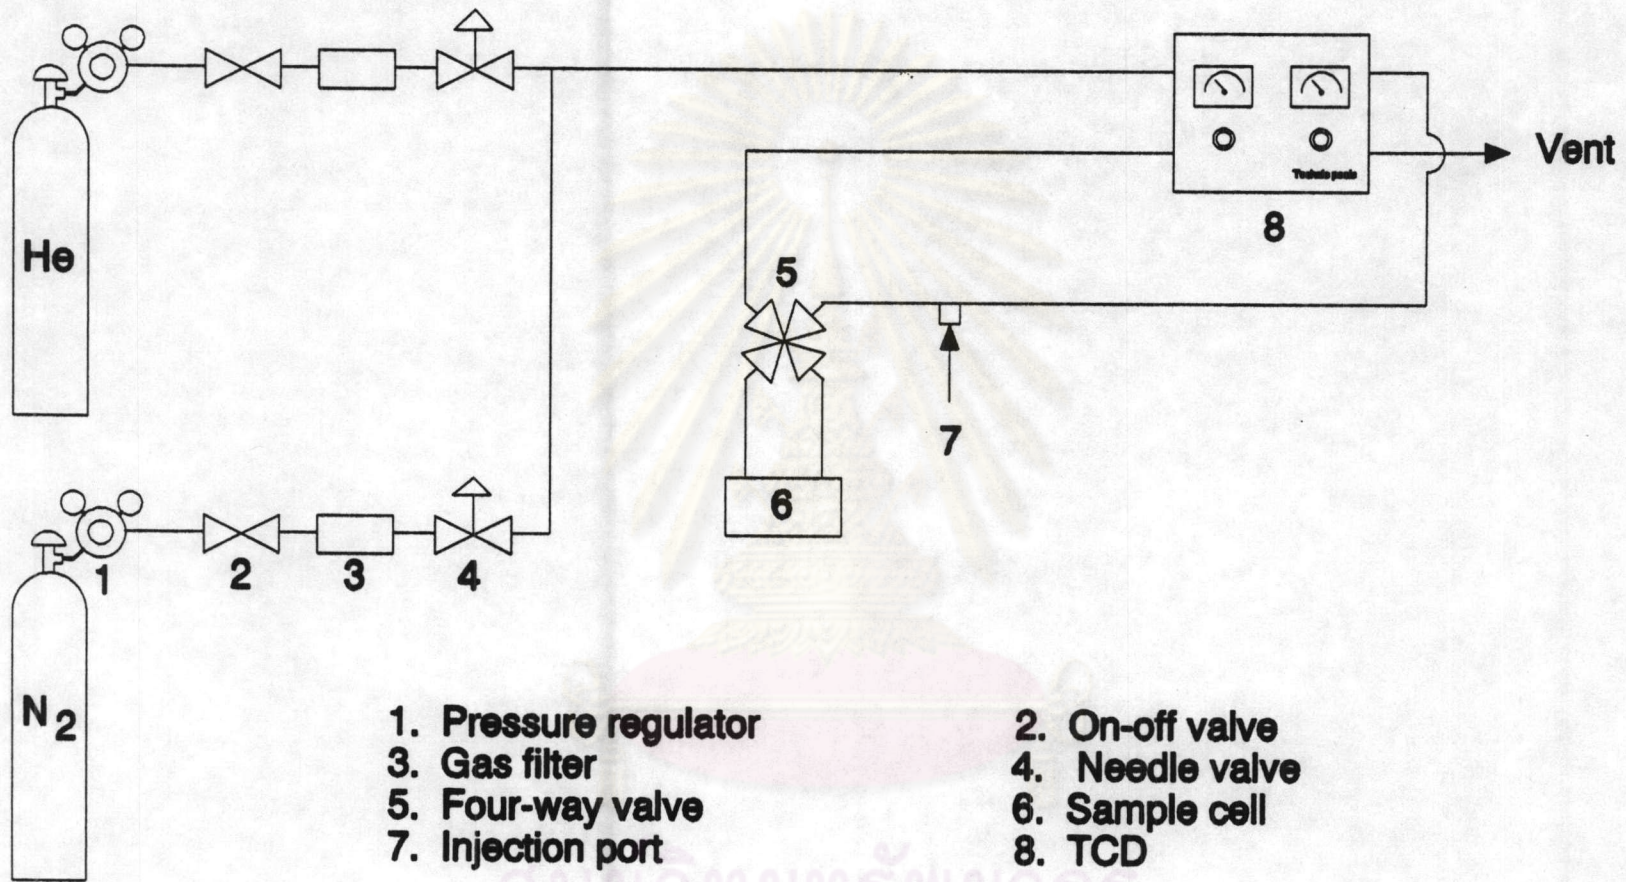 Vent
He
8
5
7
6
1 2 3 4
N2
1. Pressure regulator
2. On-off valve
3. Gas filter
4. Needle valve
5. Four-way valve
6. Sample cell
7. Injection port
8. TCD